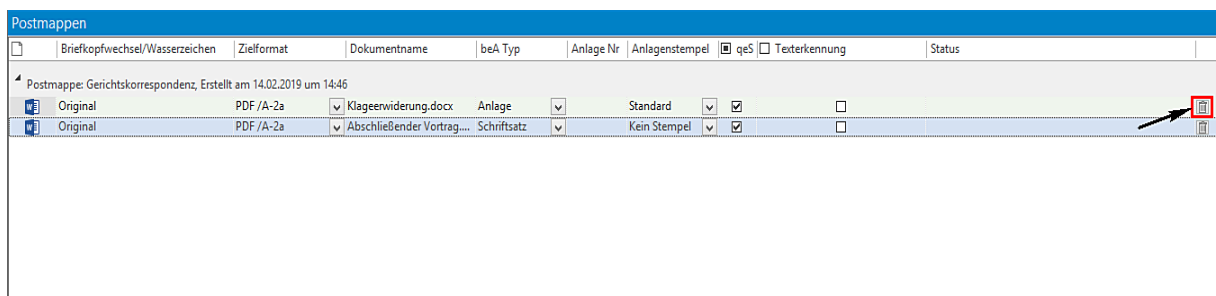 Postmappen
Briefkopfwechsel/Wasserzeichen Zielformat Dokumentname beA Typ Anlage Nr Anlagenstempel qeS Texterkennung Status
Postmappe: Gerichtskorrespondenz, Erstellt am 14.02.2019 um 14:46
Original PDF/A-2a Klageerwiderung.docx Anlage Standard
Original PDF/A-2a Abschließender Vortrag.... Schriftsatz Kein Stempel